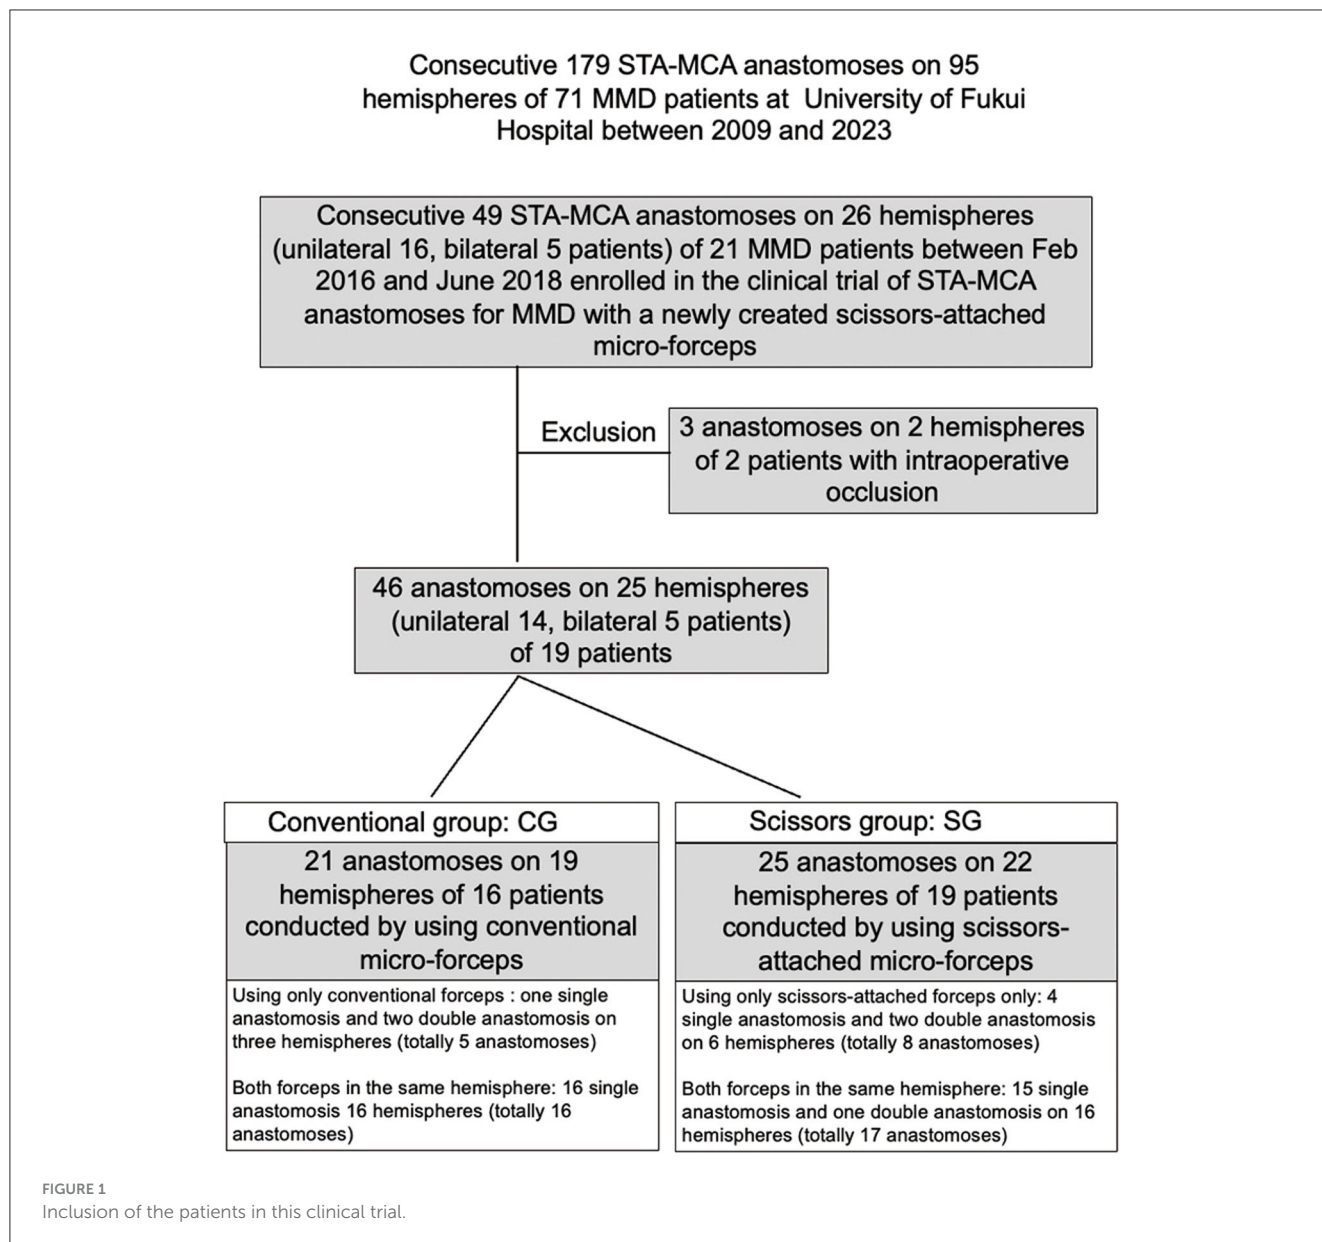 Consecutive 179 STA-MCA anastomoses on 95
hemispheres of 71 MMD patients at University of Fukui
Hospital between 2009 and 2023
Consecutive 49 STA-MCA anastomoses on 26 hemispheres
(unilateral 16, bilateral 5 patients) of 21 MMD patients between Feb
2016 and June 2018 enrolled in the clinical trial of STA-MCA
anastomoses for MMD with a newly created scissors-attached
micro-forceps
Exclusion
3 anastomoses on 2 hemispheres
of 2 patients with intraoperative
occlusion
46 anastomoses on 25 hemispheres
(unilateral 14, bilateral 5 patients)
of 19 patients
Conventional group: CG
21 anastomoses on 19
hemispheres of 16 patients
conducted by using conventional
micro-forceps
Using only conventional forceps : one single
anastomosis and two double anastomosis on
three hemispheres (totally 5 anastomoses)
Both forceps in the same hemisphere: 16 single
anastomosis 16 hemispheres (totally 16
anastomoses)
Scissors group: SG
25 anastomoses on 22
hemispheres of 19 patients
conducted by using scissors-
attached micro-forceps
Using only scissors-attached forceps only: 4
single anastomosis and two double anastomosis
on 6 hemispheres (totally 8 anastomoses)
Both forceps in the same hemisphere: 15 single
anastomosis and one double anastomosis on 16
hemispheres (totally 17 anastomoses)
FIGURE 1
Inclusion of the patients in this clinical trial.